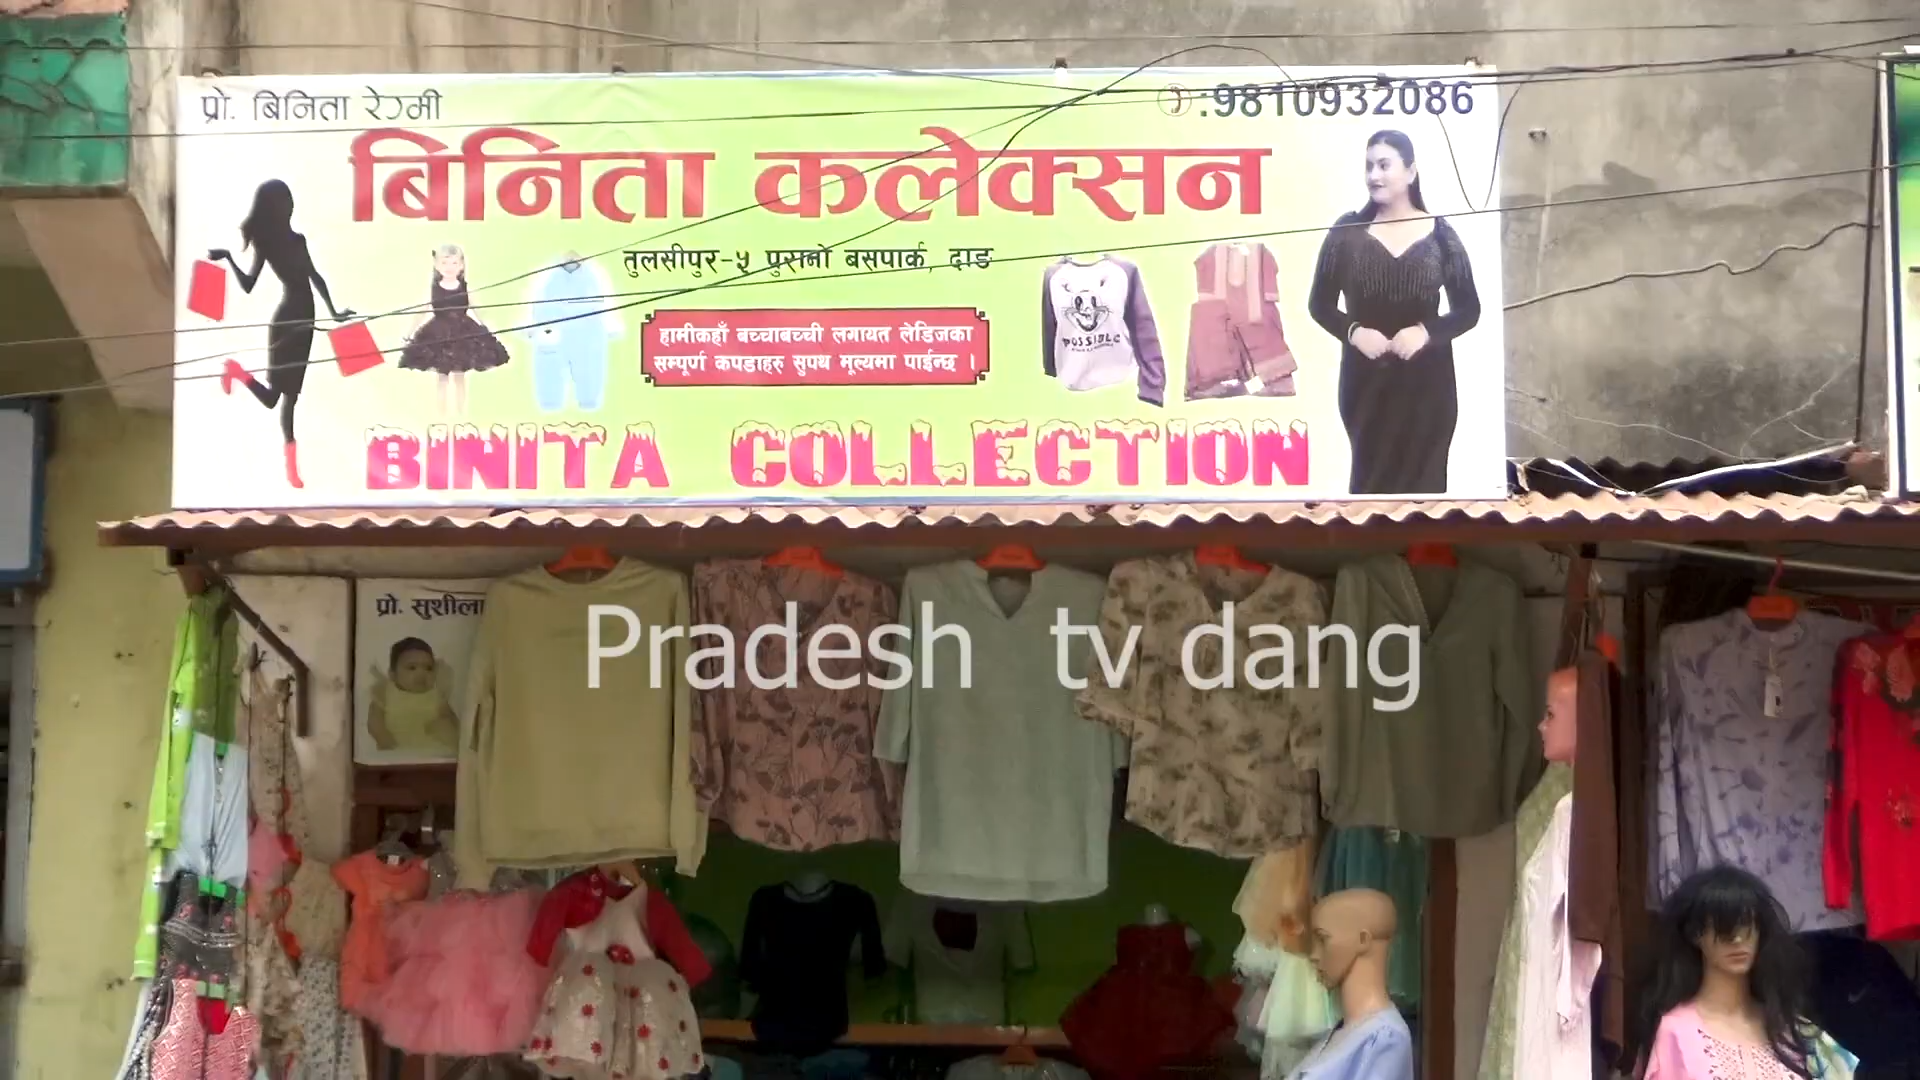 प्रो. बिनिता रेग्मी
:9810932086
बिनिता कलेक्सन
तुलसीपुर-५ पुरानो बसपार्क, दाङ
हामीकहाँ बच्चाबच्ची लगायत लेडिजका
सम्पूर्ण कपडाहरु सुपथ मूल्यमा पाईन्छ ।
POSSIBLE
BINITA COLLECTION
प्रो. सुशीला
Pradesh tv dang